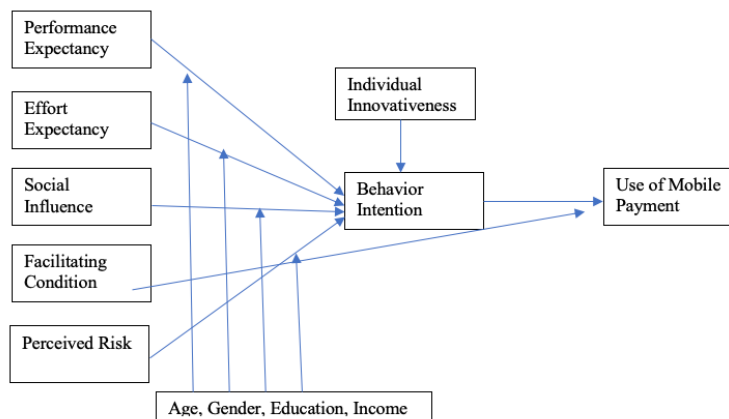 Performance
Expectancy
Individual
Innovativeness
Effort
Expectancy
Social
Influence
Behavior
Intention
Use of Mobile
Payment
Facilitating
Condition
Perceived Risk
Age, Gender, Education, Income